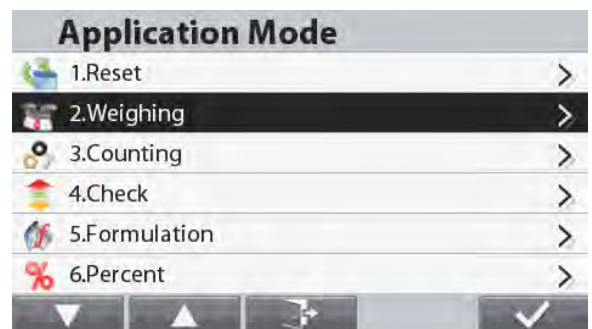 Application Mode
1.Reset
2.Weighing
3.Counting
4.Check
5.Formulation
6.Percent